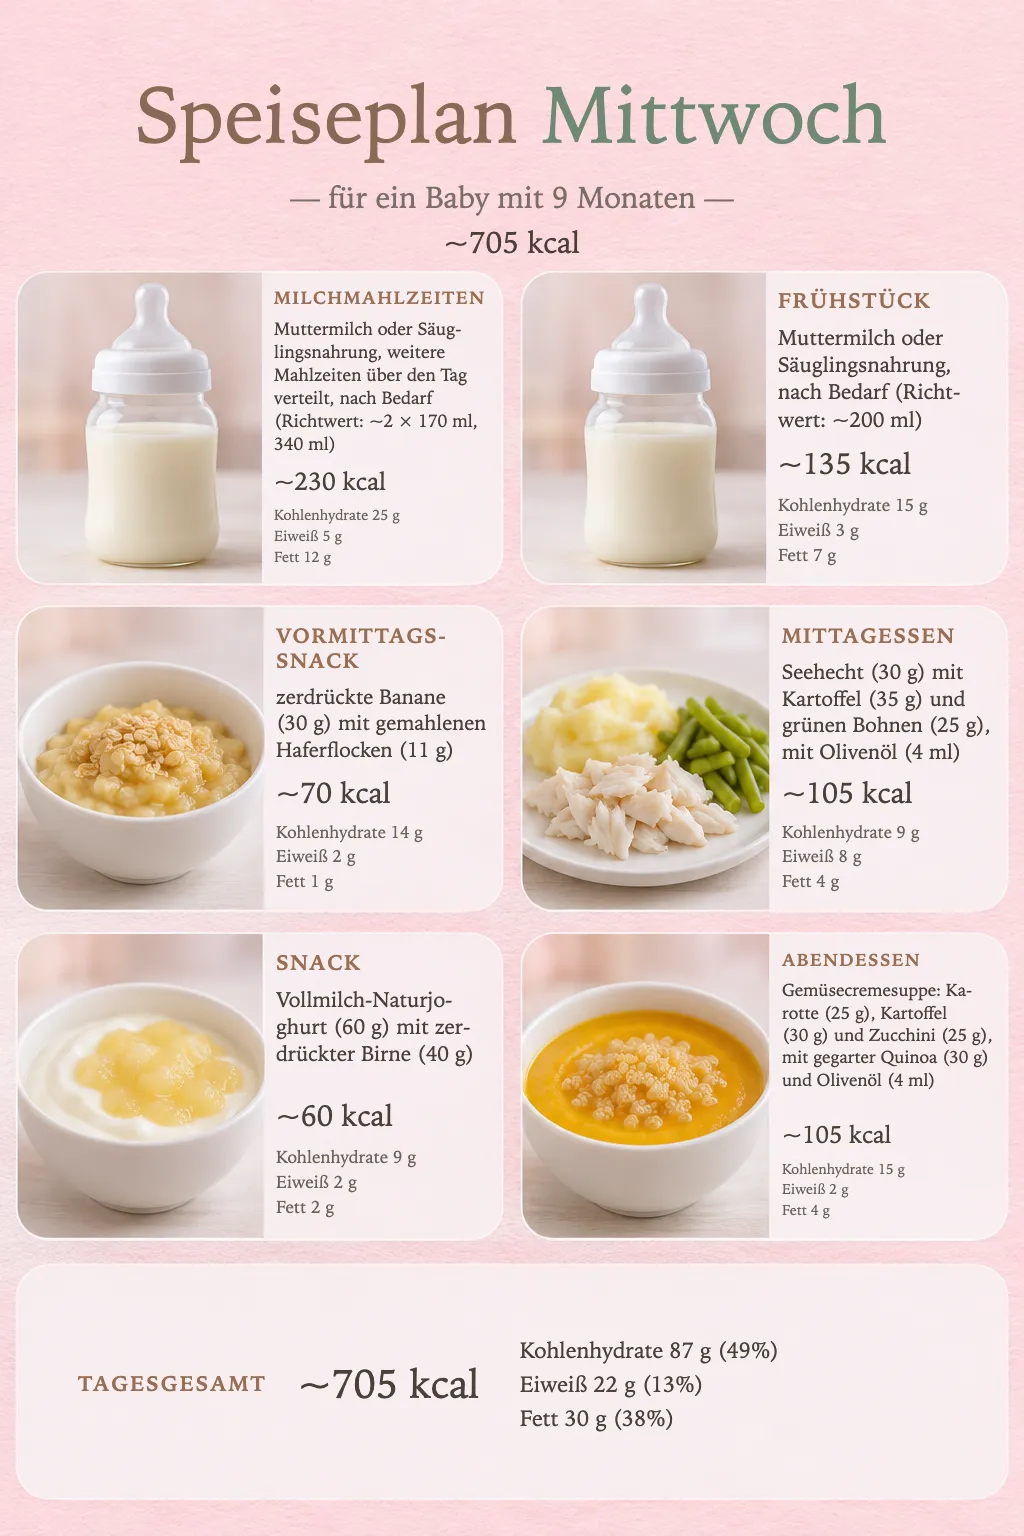 Speiseplan Mittwoch
— für ein Baby mit 9 Monaten —
~705 kcal
MILCHMAHLZEITEN
Muttermilch oder Säug-
lingsnahrung, weitere
Mahlzeiten über den Tag
verteilt, nach Bedarf
(Richtwert: ~2 × 170 ml,
340 ml)
~230 kcal
Kohlenhydrate 25 g
Eiweiß 5 g
Fett 12 g
FRÜHSTÜCK
Muttermilch oder
Säuglingsnahrung,
nach Bedarf (Richt-
wert: ~200 ml)
~135 kcal
Kohlenhydrate 15 g
Eiweiß 3 g
Fett 7 g
VORMITTAGS-
SNACK
zerdrückte Banane
(30 g) mit gemahlenen
Haferflocken (11 g)
~70 kcal
Kohlenhydrate 14 g
Eiweiß 2 g
Fett 1 g
MITTAGESSEN
Seehecht (30 g) mit
Kartoffel (35 g) und
grünen Bohnen (25 g),
mit Olivenöl (4 ml)
~105 kcal
Kohlenhydrate 9 g
Eiweiß 8 g
Fett 4 g
SNACK
Vollmilch-Naturjo-
ghurt (60 g) mit zer-
drückter Birne (40 g)
~60 kcal
Kohlenhydrate 9 g
Eiweiß 2 g
Fett 2 g
ABENDESSEN
Gemüsecremesuppe: Ka-
rotte (25 g), Kartoffel
(30 g) und Zucchini (25 g),
mit gegarter Quinoa (30 g)
und Olivenöl (4 ml)
~105 kcal
Kohlenhydrate 15 g
Eiweiß 2 g
Fett 4 g
TAGESGESAMT
~705 kcal
Kohlenhydrate 87 g (49%)
Eiweiß 22 g (13%)
Fett 30 g (38%)